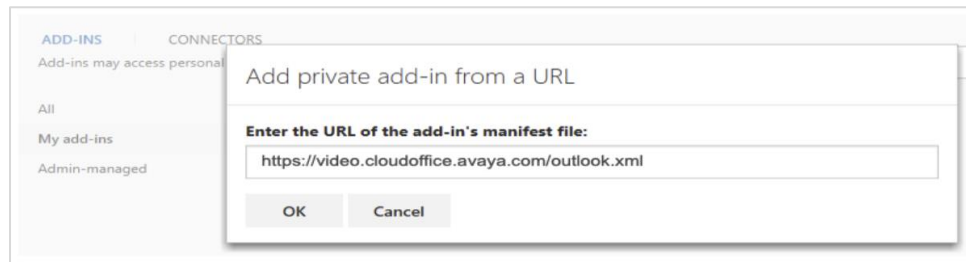 ADD-INS CONNECTORS
Add-ins may access personal
Add private add-in from a URL
All
My add-ins
Admin-managed
Enter the URL of the add-in's manifest file:
https://video.cloudoffice.avaya.com/outlook.xml
OK Cancel